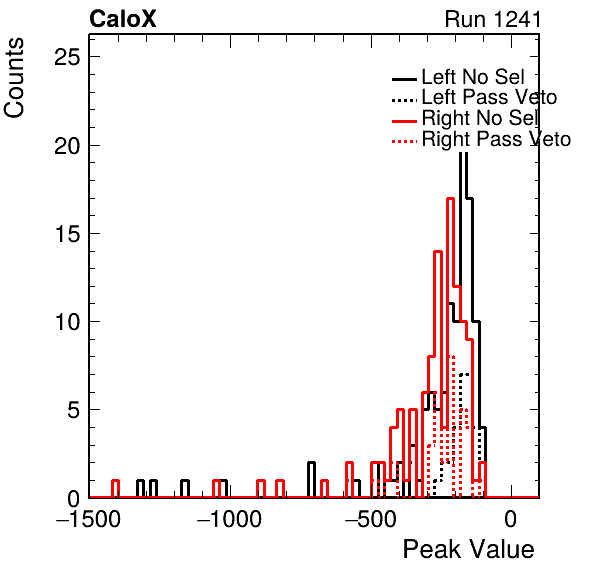 CaloX Run 1241
Counts
25
20
15
10
5
0
Left No Sel
Left Pass Veto
Right No Sel
Right Pass Veto
−1500 −1000 −500 0
Peak Value